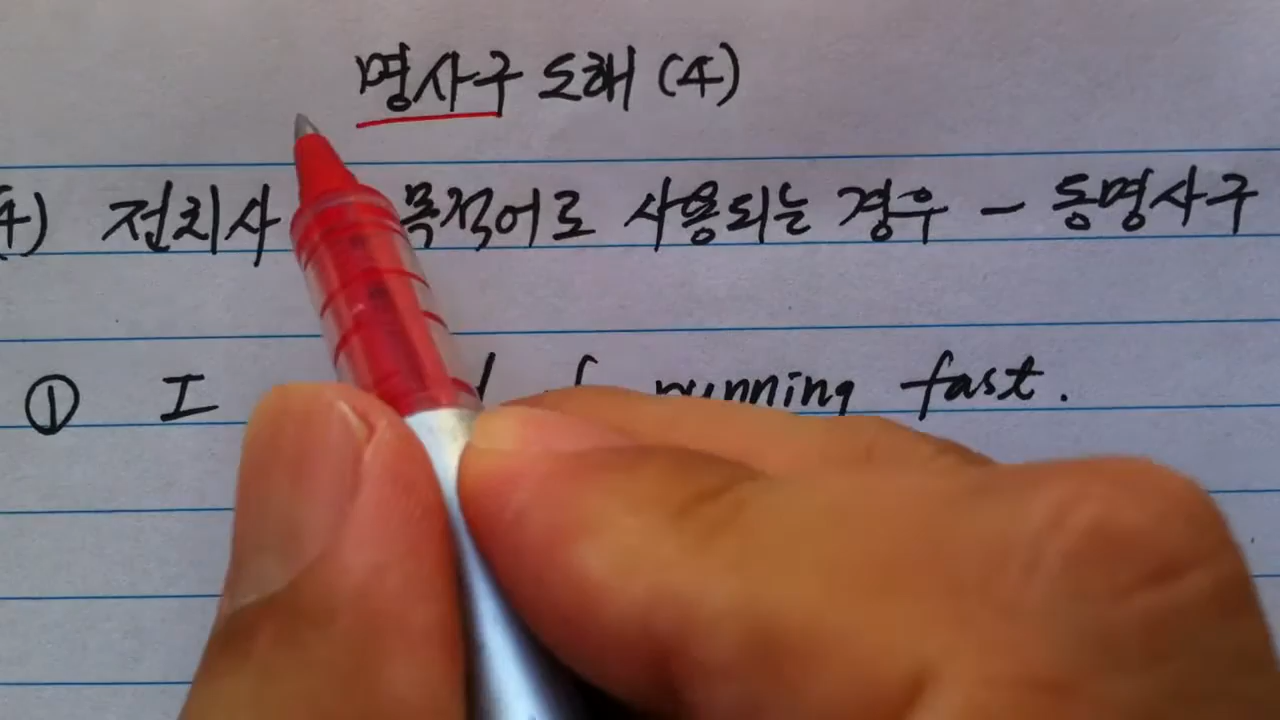 명사구 도해 (4)
4) 전치사 목적어로 사용되는 경우 - 동명사구
① I running fast.